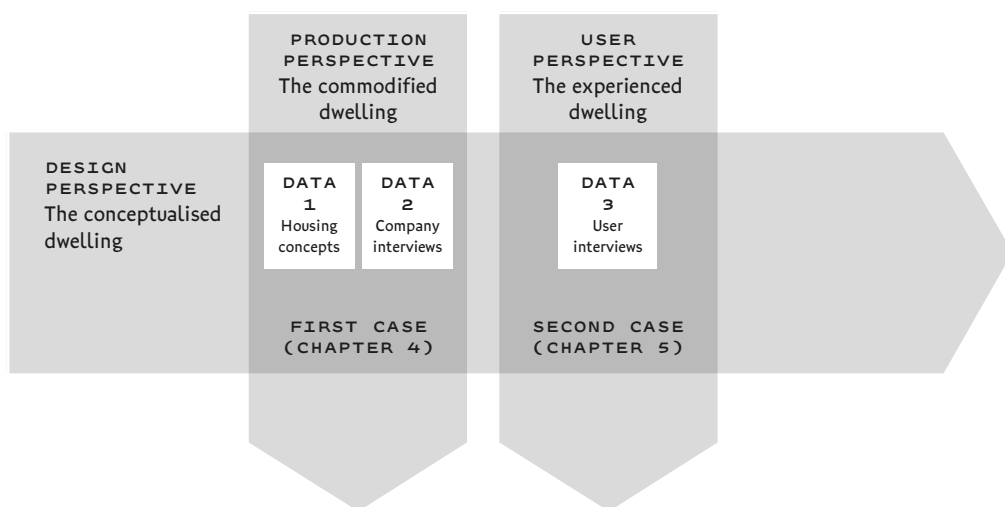 PRODUCTION
PERSPECTIVE
The commodified
dwelling
USER
PERSPECTIVE
The experienced
dwelling
DESIGN
PERSPECTIVE
The conceptualised
dwelling
DATA
1
Housing
concepts
DATA
2
Company
interviews
DATA
3
User
interviews
FIRST CASE
(CHAPTER 4)
SECOND CASE
(CHAPTER 5)